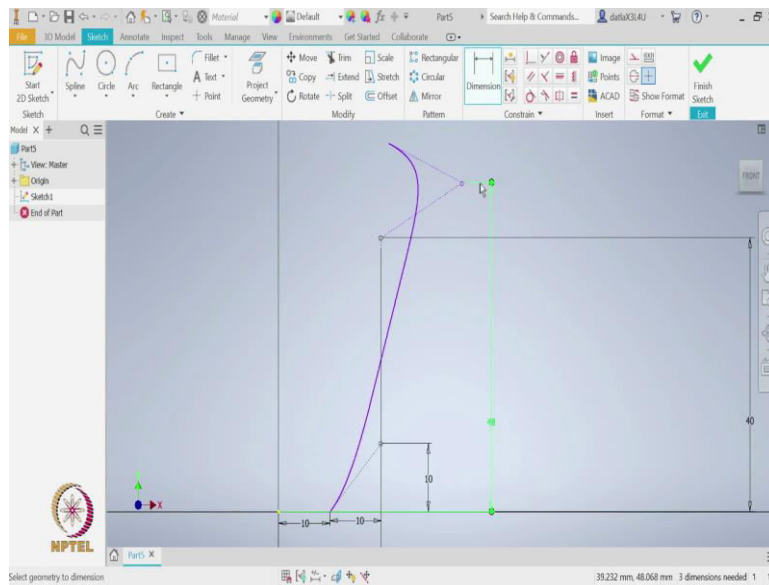 Material
Default
Part5
Search Help & Commands...
datlaX3L4U
File
3D Model
Sketch
Annotate
Inspect
Tools
Manage
View
Environments
Get Started
Collaborate
Start
2D Sketch
Spline
Circle
Arc
Rectangle
Fillet
Text
Point
Project
Geometry
Move
Trim
Scale
Copy
Extend
Stretch
Rotate
Split
Offset
Rectangular
Circular
Mirror
Dimension
Image
Points
ACAD
Show Format
Finish
Sketch
Sketch
Create
Modify
Pattern
Constrain
Insert
Format
Exit
Model
Part5
View: Master
Origin
Sketch1
End of Part
FRONT
40
10
10
10
X
NPTEL
Part5
Select geometry to dimension
39.232 mm, 48.068 mm
3 dimensions needed
1
1